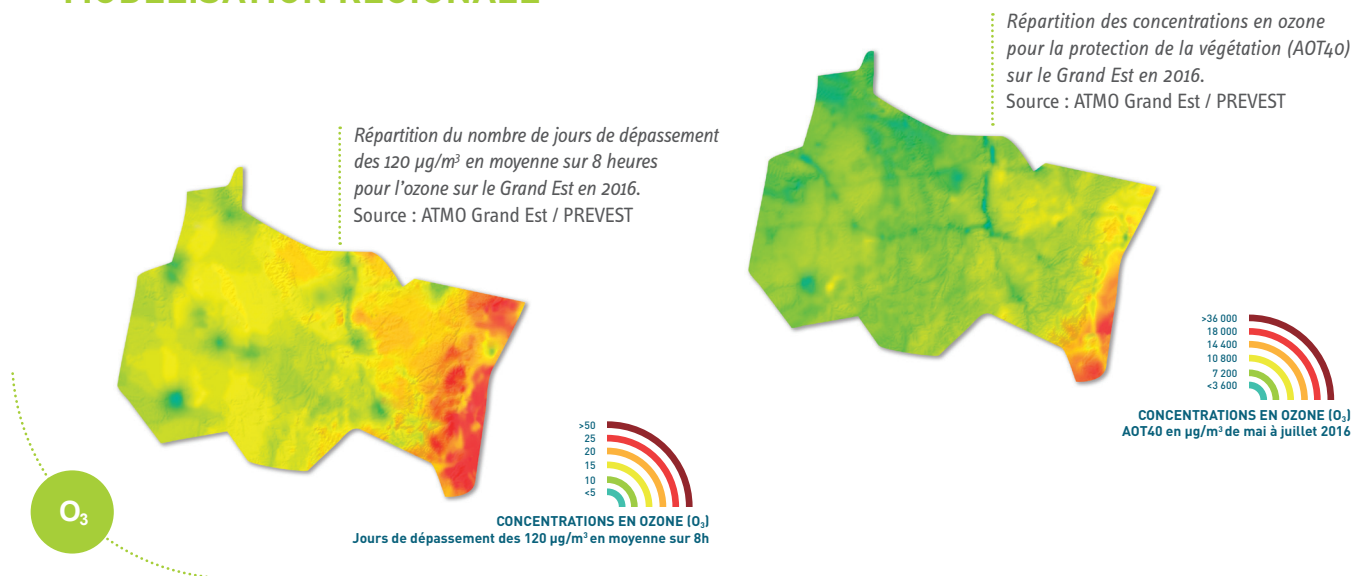 MODÉLISATION RÉGIONALE
Répartition des concentrations en ozone
pour la protection de la végétation (AOT40)
sur le Grand Est en 2016.
Source : ATMO Grand Est / PREVEST
Répartition du nombre de jours de dépassement
des 120 µg/m³ en moyenne sur 8 heures
pour l'ozone sur le Grand Est en 2016.
Source : ATMO Grand Est / PREVEST
>36 000
18 000
14 400
10 800
7 200
<3 600
CONCENTRATIONS EN OZONE (O₃)
AOT40 en µg/m³ de mai à juillet 2016
>50
25
20
15
10
<5
CONCENTRATIONS EN OZONE (O₃)
Jours de dépassement des 120 µg/m³ en moyenne sur 8h
O₃